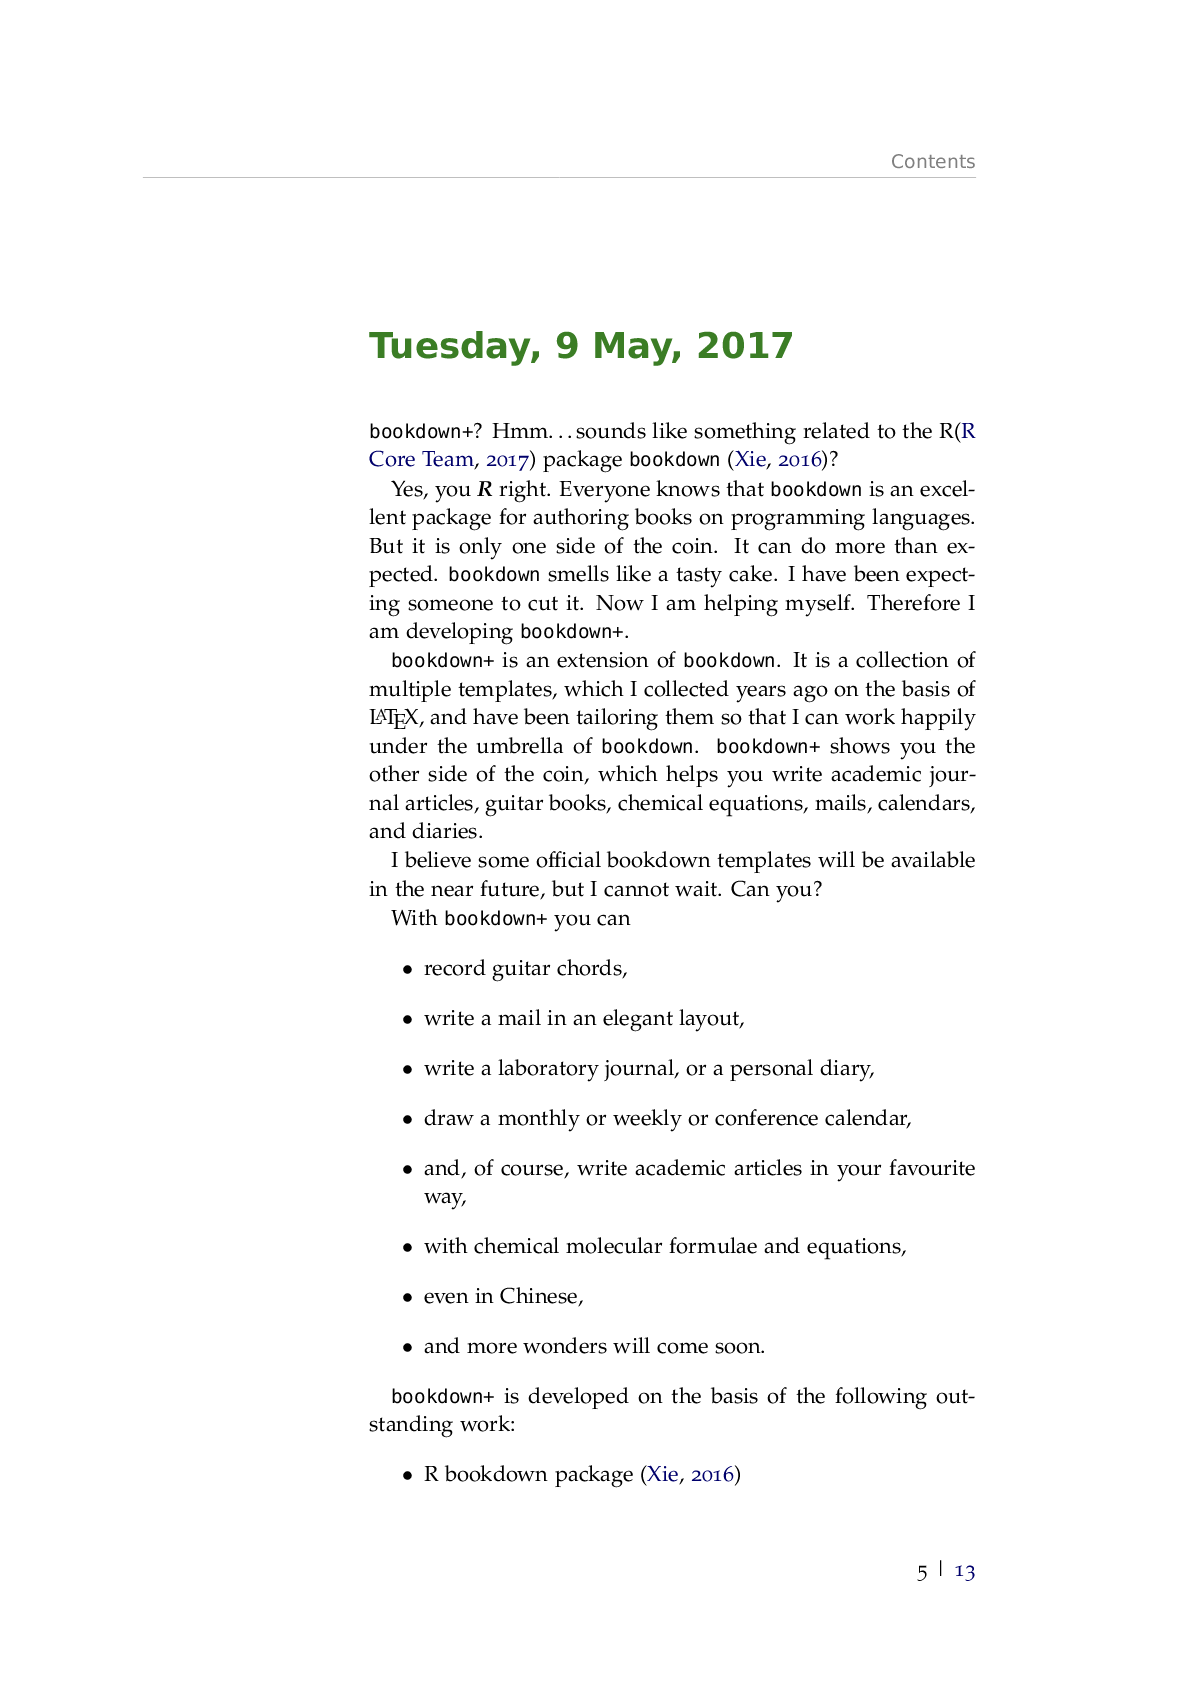 Contents
Tuesday, 9 May, 2017
bookdown+? Hmm...sounds like something related to the R(R
Core Team, 2017) package bookdown (Xie, 2016)?
Yes, you R right. Everyone knows that bookdown is an excel-
lent package for authoring books on programming languages.
But it is only one side of the coin. It can do more than ex-
pected. bookdown smells like a tasty cake. I have been expect-
ing someone to cut it. Now I am helping myself. Therefore I
am developing bookdown+.
bookdown+ is an extension of bookdown. It is a collection of
multiple templates, which I collected years ago on the basis of
LATEX, and have been tailoring them so that I can work happily
under the umbrella of bookdown. bookdown+ shows you the
other side of the coin, which helps you write academic jour-
nal articles, guitar books, chemical equations, mails, calendars,
and diaries.
I believe some official bookdown templates will be available
in the near future, but I cannot wait. Can you?
With bookdown+ you can
• record guitar chords,
• write a mail in an elegant layout,
• write a laboratory journal, or a personal diary,
• draw a monthly or weekly or conference calendar,
• and, of course, write academic articles in your favourite
way,
• with chemical molecular formulae and equations,
• even in Chinese,
• and more wonders will come soon.
bookdown+ is developed on the basis of the following out-
standing work:
• R bookdown package (Xie, 2016)
5 | 13